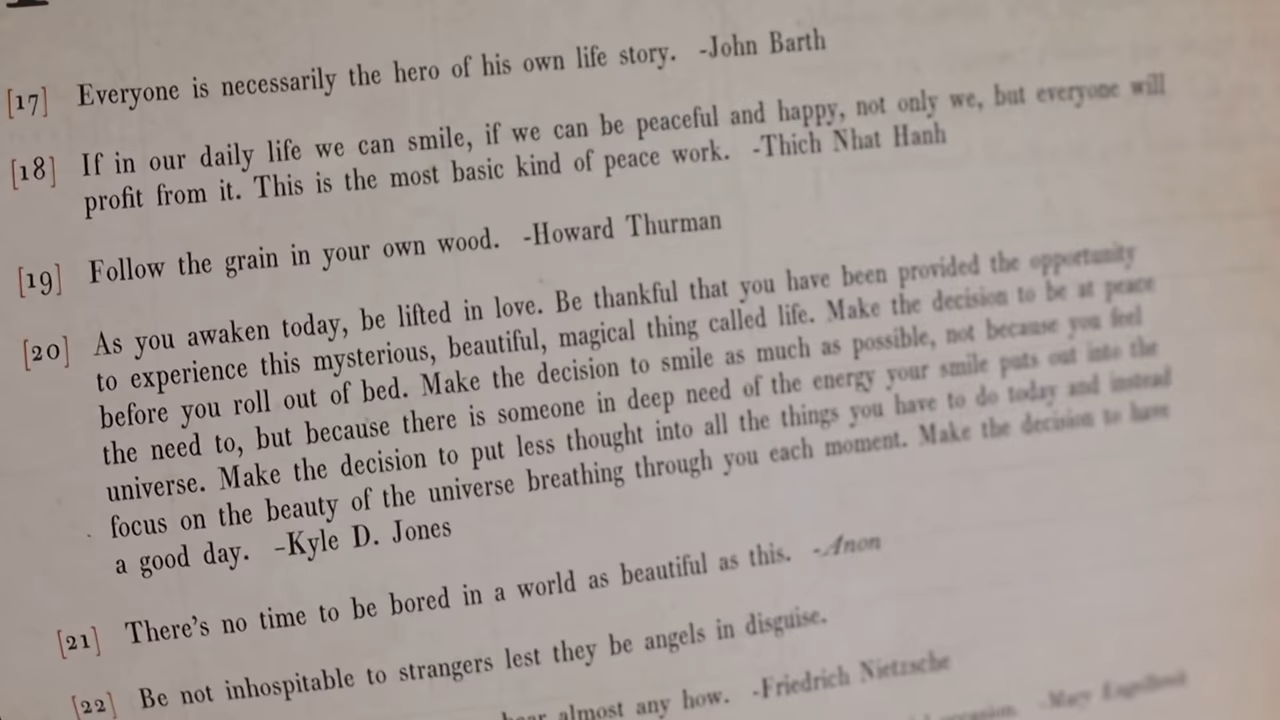 [17] Everyone is necessarily the hero of his own life story. -John Barth
[18] If in our daily life we can smile, if we can be peaceful and happy, not only we, but everyone will
profit from it. This is the most basic kind of peace work. -Thich Nhat Hanh
[19] Follow the grain in your own wood. -Howard Thurman
[20] As you awaken today, be lifted in love. Be thankful that you have been provided the opportunity
to experience this mysterious, beautiful, magical thing called life. Make the decision to be at peace
before you roll out of bed. Make the decision to smile as much as possible, not because you feel
the need to, but because there is someone in deep need of the energy your smile puts out into the
universe. Make the decision to put less thought into all the things you have to do today and instead
focus on the beauty of the universe breathing through you each moment. Make the decision to have
a good day. -Kyle D. Jones
[21] There's no time to be bored in a world as beautiful as this. -Anon
[22] Be not inhospitable to strangers lest they be angels in disguise.
almost any how. -Friedrich Nietzsche